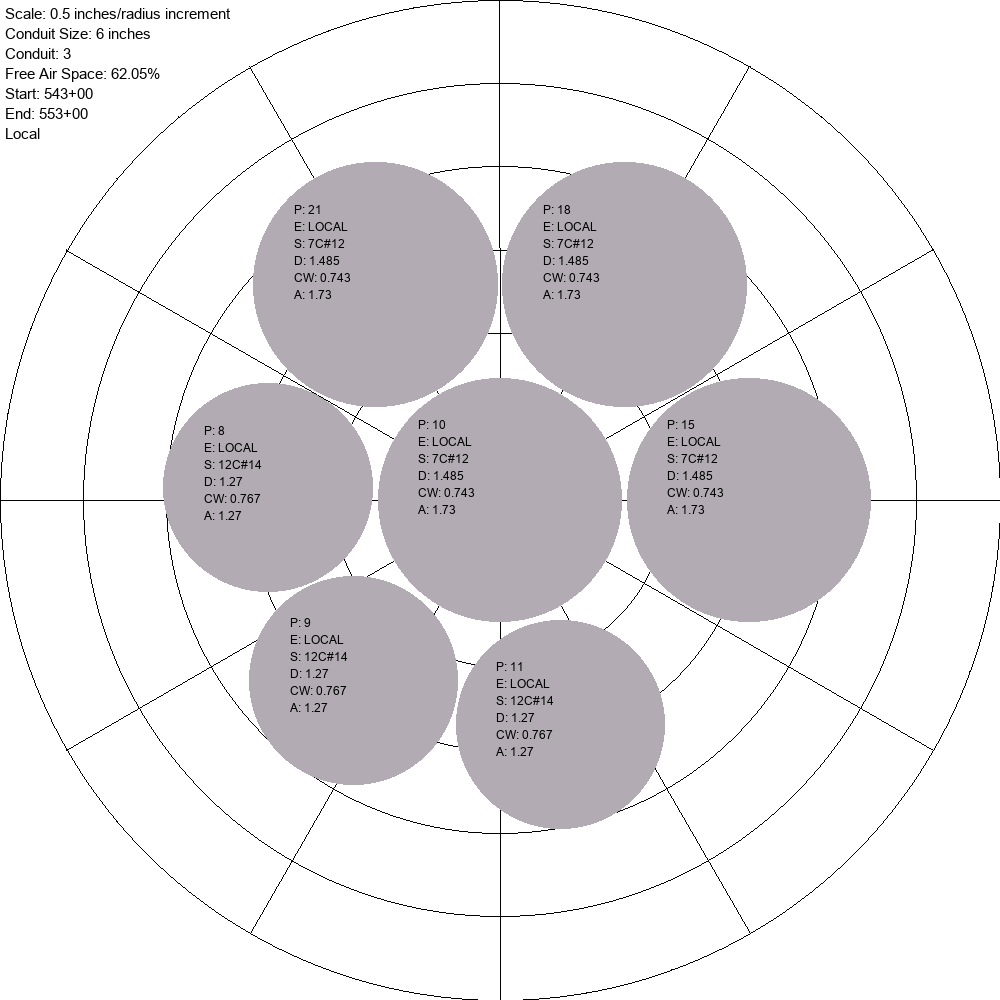 Scale: 0.5 inches/radius increment
Conduit Size: 6 inches
Conduit: 3
Free Air Space: 62.05%
Start: 543+00
End: 553+00
Local
P: 21
E: LOCAL
S: 7C#12
D: 1.485
CW: 0.743
A: 1.73
P: 18
E: LOCAL
S: 7C#12
D: 1.485
CW: 0.743
A: 1.73
P: 8
E: LOCAL
S: 12C#14
D: 1.27
CW: 0.767
A: 1.27
P: 10
E: LOCAL
S: 7C#12
D: 1.485
CW: 0.743
A: 1.73
P: 15
E: LOCAL
S: 7C#12
D: 1.485
CW: 0.743
A: 1.73
P: 9
E: LOCAL
S: 12C#14
D: 1.27
CW: 0.767
A: 1.27
P: 11
E: LOCAL
S: 12C#14
D: 1.27
CW: 0.767
A: 1.27